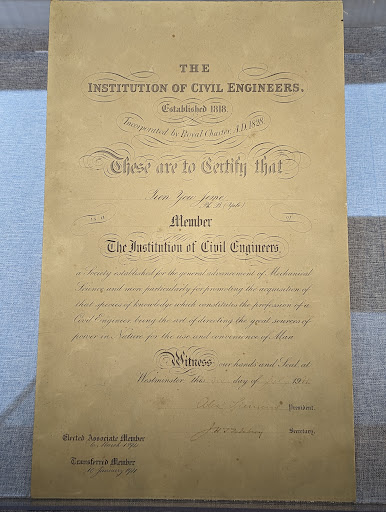 THE
INSTITUTION OF CIVIL ENGINEERS.
Established 1818.
Incorporated by Royal Charter, A.D. 1828.
These are to Certify that
Jeme
is a Member of
The Institution of Civil Engineers
a Society established for the general advancement of Mechanical
Science, and more particularly for promoting the acquisition of
that species of knowledge which constitutes the profession of a
Civil Engineer, being the art of directing the great sources of
power in Nature for the use and convenience of Man
Witness our hands and Seal at
Westminster this day of
President.
Secretary.
Elected Associate Member
Transferred Member